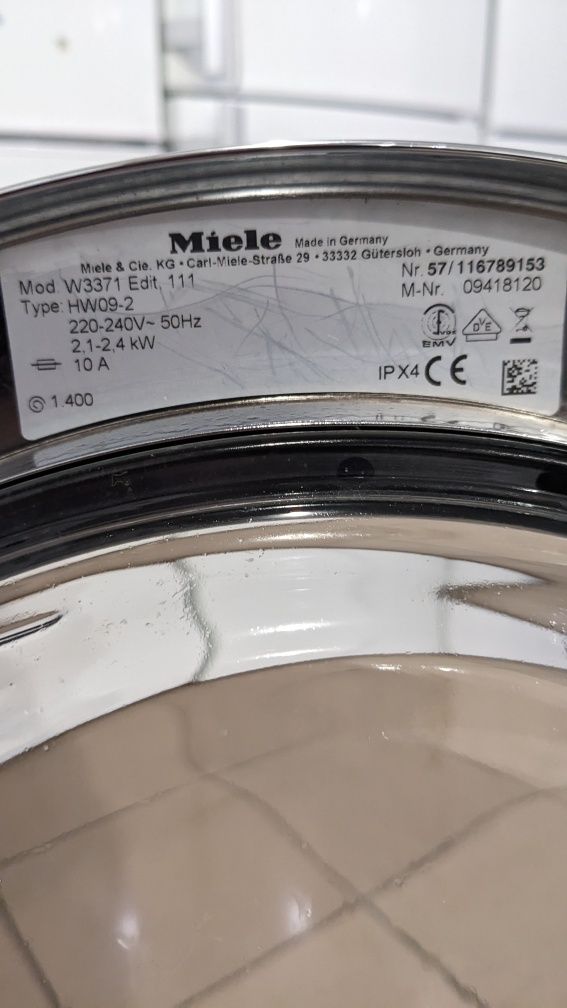 Miele Made in Germany
Miele & Cie. KG • Carl-Miele-Straße 29 • 33332 Gütersloh • Germany
Mod. W3371 Edit. 111
Nr. 57/116789153
Type: HW09-2
M-Nr. 09418120
220-240V~ 50Hz
2,1-2,4 kW
10 A
1.400
EMV
DVE
IPX4 CE